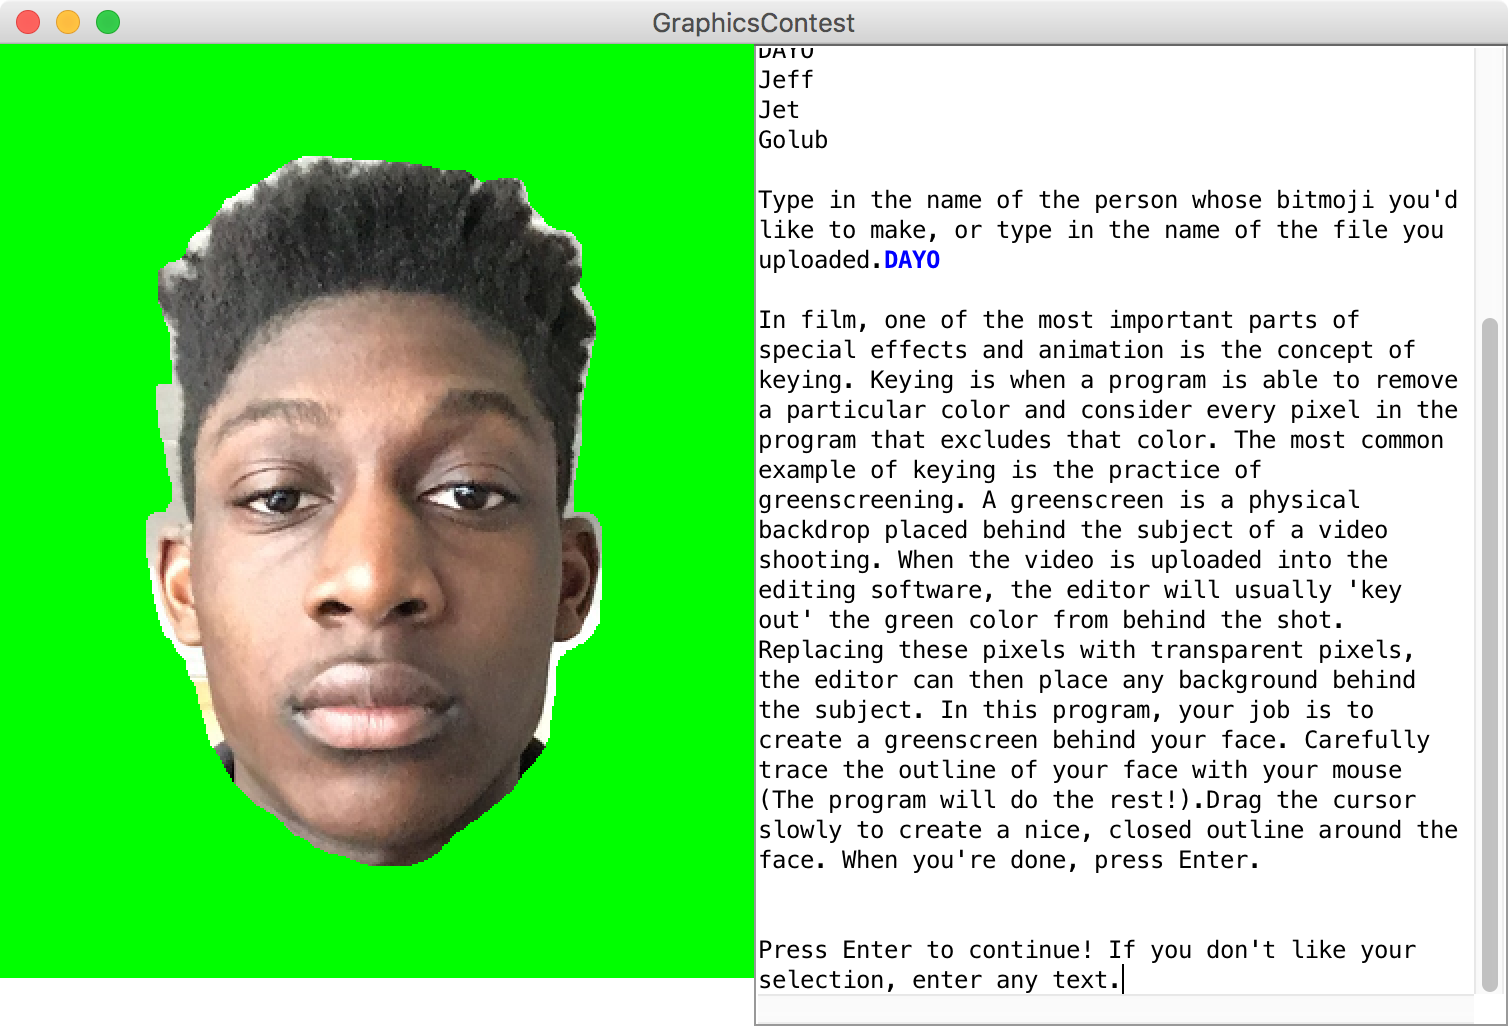 GraphicsContest
DAYO
Jeff
Jet
Golub
Type in the name of the person whose bitmoji you'd
like to make, or type in the name of the file you
uploaded.DAYO
In film, one of the most important parts of
special effects and animation is the concept of
keying. Keying is when a program is able to remove
a particular color and consider every pixel in the
program that excludes that color. The most common
example of keying is the practice of
greenscreening. A greenscreen is a physical
backdrop placed behind the subject of a video
shooting. When the video is uploaded into the
editing software, the editor will usually 'key
out' the green color from behind the shot.
Replacing these pixels with transparent pixels,
the editor can then place any background behind
the subject. In this program, your job is to
create a greenscreen behind your face. Carefully
trace the outline of your face with your mouse
(The program will do the rest!).Drag the cursor
slowly to create a nice, closed outline around the
face. When you're done, press Enter.
Press Enter to continue! If you don't like your
selection, enter any text.